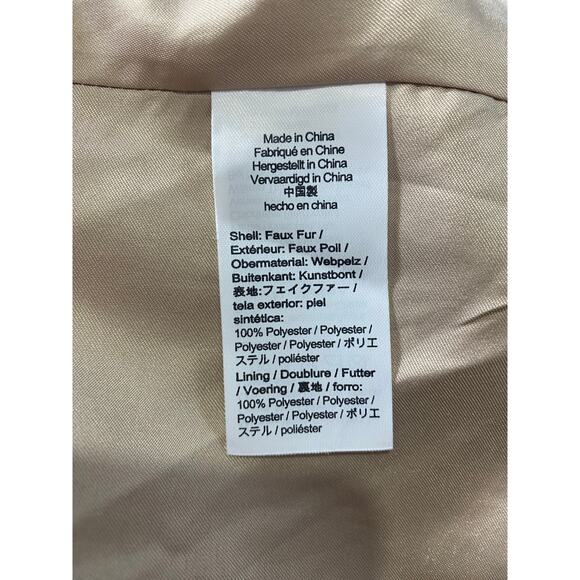 Made in China
Fabriqué en Chine
Hergestellt in China
Vervaardigd in China
中国製
hecho en china
Shell: Faux Fur /
Extérieur: Faux Poil /
Obermaterial: Webpelz /
Buitenkant: Kunstbont /
表地:フェイクファー /
tela exterior: piel
sintética:
100% Polyester / Polyester /
Polyester / Polyester / ポリエ
ステル / poliéster
Lining / Doublure / Futter
/ Voering / 裏地 / forro:
100% Polyester / Polyester /
Polyester / Polyester / ポリエ
ステル / poliéster